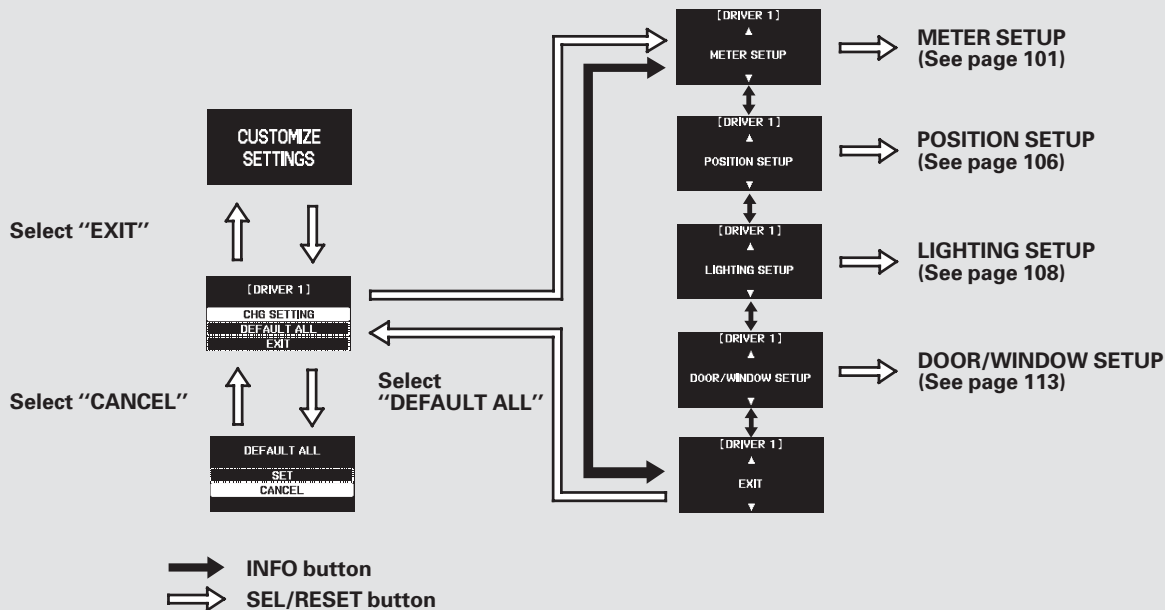 CUSTOMIZE
SETTINGS
Select "EXIT"
[DRIVER 1]
CHG SETTING
DEFAULT ALL
EXIT
Select "CANCEL"
Select
"DEFAULT ALL"
DEFAULT ALL
SET
CANCEL
[DRIVER 1]
▲
METER SETUP
▼
METER SETUP
(See page 101)
[DRIVER 1]
▲
POSITION SETUP
▼
POSITION SETUP
(See page 106)
[DRIVER 1]
▲
LIGHTING SETUP
▼
LIGHTING SETUP
(See page 108)
[DRIVER 1]
▲
DOOR/WINDOW SETUP
▼
DOOR/WINDOW SETUP
(See page 113)
[DRIVER 1]
▲
EXIT
▼
INFO button
SEL/RESET button